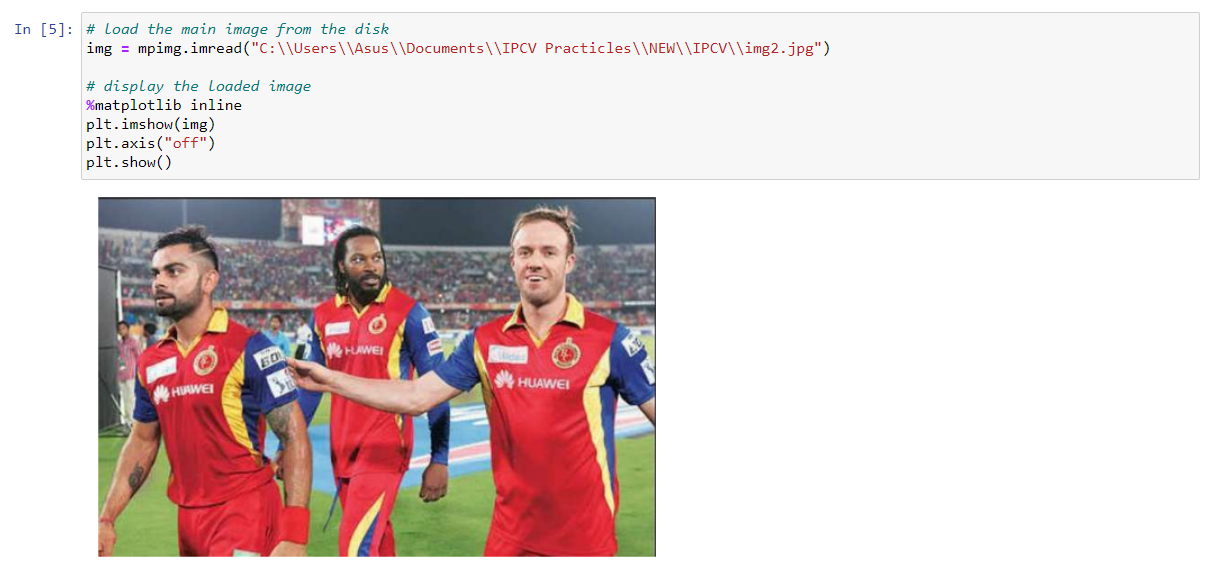 In [5]:
# load the main image from the disk
img = mpimg.imread("C:\\Users\\Asus\\Documents\\IPCV Practicles\\NEW\\IPCV\\img2.jpg")
# display the loaded image
%matplotlib inline
plt.imshow(img)
plt.axis("off")
plt.show()
HUAWEI
HUAWEI
HUAWEI